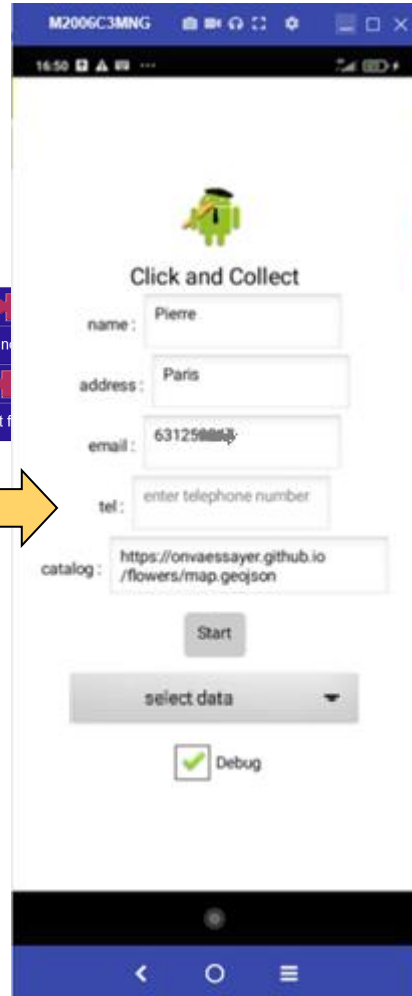 M2006C3MNG
16:50
Click and Collect
name :
Pierre
address :
Paris
email :
63125
tel :
enter telephone number
catalog :
https://onvaessayer.github.io
/flowers/map.geojson
Start
select data
Debug